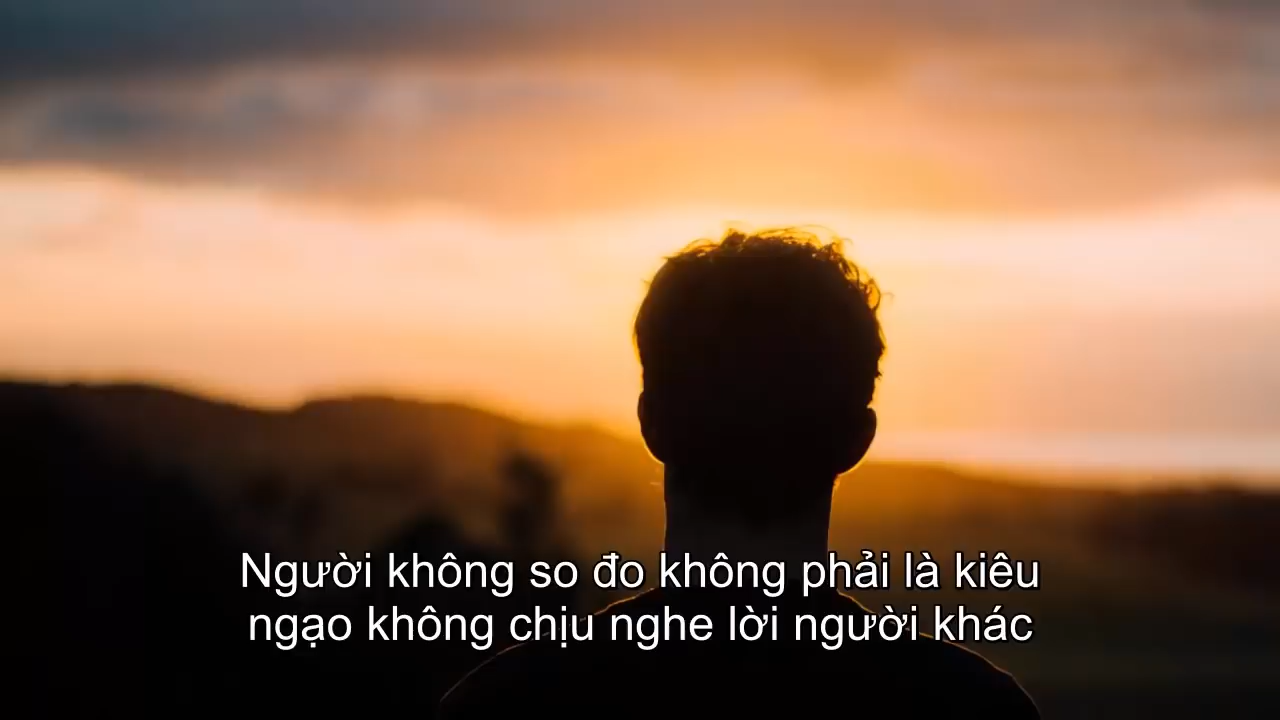 Người không so đo không phải là kiêu
ngạo không chịu nghe lời người khác